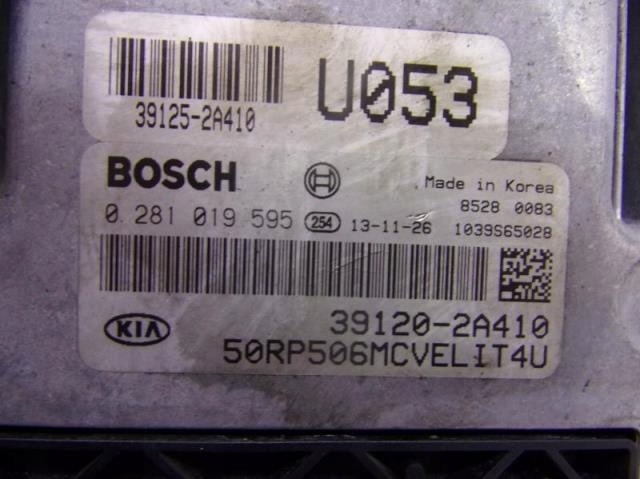 U053
39125-2A410
BOSCH
Made in Korea
8528 0083
0 281 019 595 254 13-11-26 1039S65028
KIA
39120-2A410
50RP506MCVELIT4U